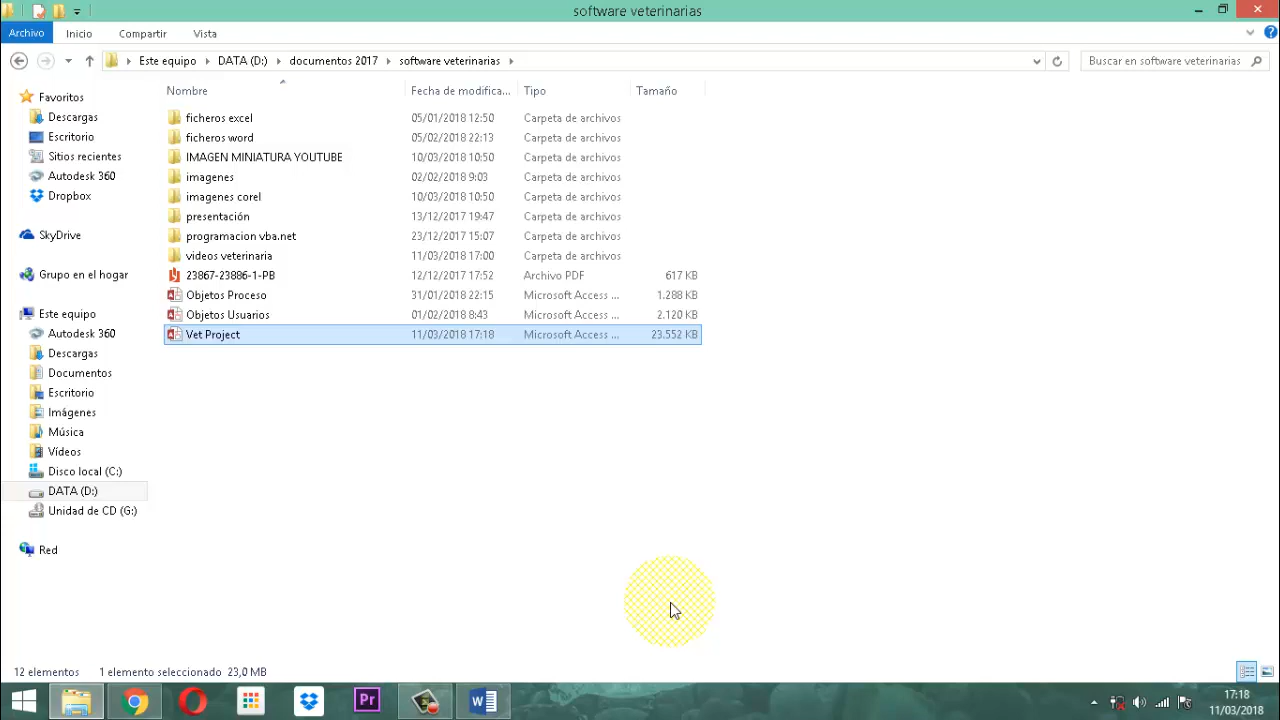 software veterinarias
Archivo Inicio Compartir Vista
Este equipo DATA (D:) documentos 2017 software veterinarias Buscar en software veterinarias
Nombre Fecha de modifica... Tipo Tamaño
Favoritos
Descargas
Escritorio
Sitios recientes
Autodesk 360
Dropbox
SkyDrive
Grupo en el hogar
Este equipo
Autodesk 360
Descargas
Documentos
Escritorio
Imágenes
Música
Vídeos
Disco local (C:)
DATA (D:)
Unidad de CD (G:)
Red
ficheros excel 05/01/2018 12:50 Carpeta de archivos
ficheros word 05/02/2018 22:13 Carpeta de archivos
IMAGEN MINIATURA YOUTUBE 10/03/2018 10:50 Carpeta de archivos
imagenes 02/02/2018 9:03 Carpeta de archivos
imagenes corel 10/03/2018 10:50 Carpeta de archivos
presentación 13/12/2017 19:47 Carpeta de archivos
programacion vba.net 23/12/2017 15:07 Carpeta de archivos
videos veterinaria 11/03/2018 17:00 Carpeta de archivos
23867-23886-1-PB 12/12/2017 17:52 Archivo PDF 617 KB
Objetos Proceso 31/01/2018 22:15 Microsoft Access ... 1.288 KB
Objetos Usuarios 01/02/2018 8:43 Microsoft Access ... 2.120 KB
Vet Project 11/03/2018 17:18 Microsoft Access ... 23.552 KB
12 elementos 1 elemento seleccionado 23,0 MB
Pr
17:18
11/03/2018